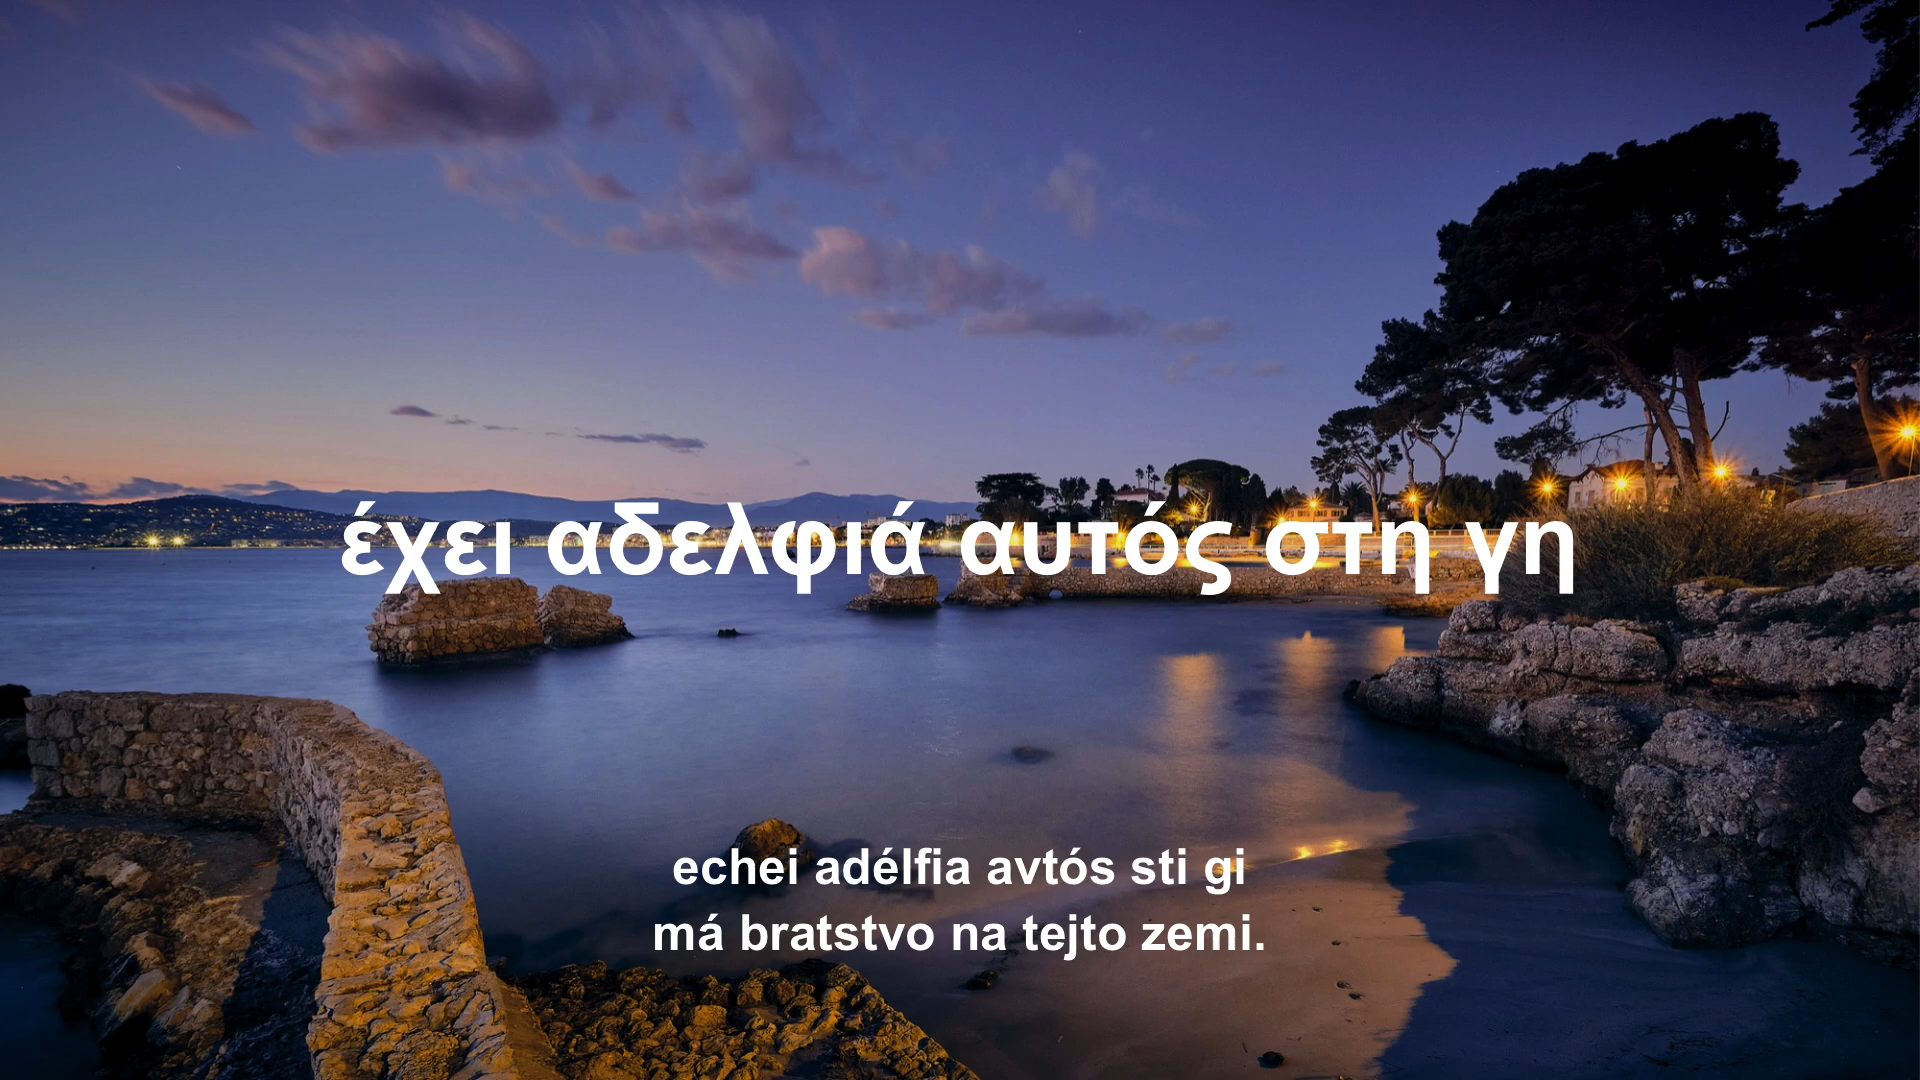 έχει αδελφιά αυτός στη γη
echei adélfia avtós sti gi
má bratstvo na tejto zemi.